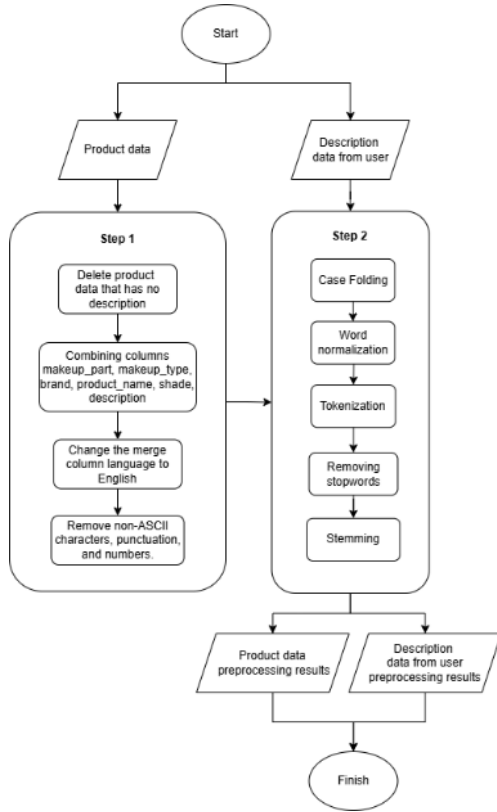 Start
Product data
Description
data from user
Step 1
Delete product
data that has no
description
Combining columns
makeup_part, makeup_type,
brand, product_name, shade,
description
Change the merge
column language to
English
Remove non-ASCII
characters, punctuation,
and numbers.
Step 2
Case Folding
Word
normalization
Tokenization
Removing
stopwords
Stemming
Product data
preprocessing results
Description
data from user
preprocessing results
Finish